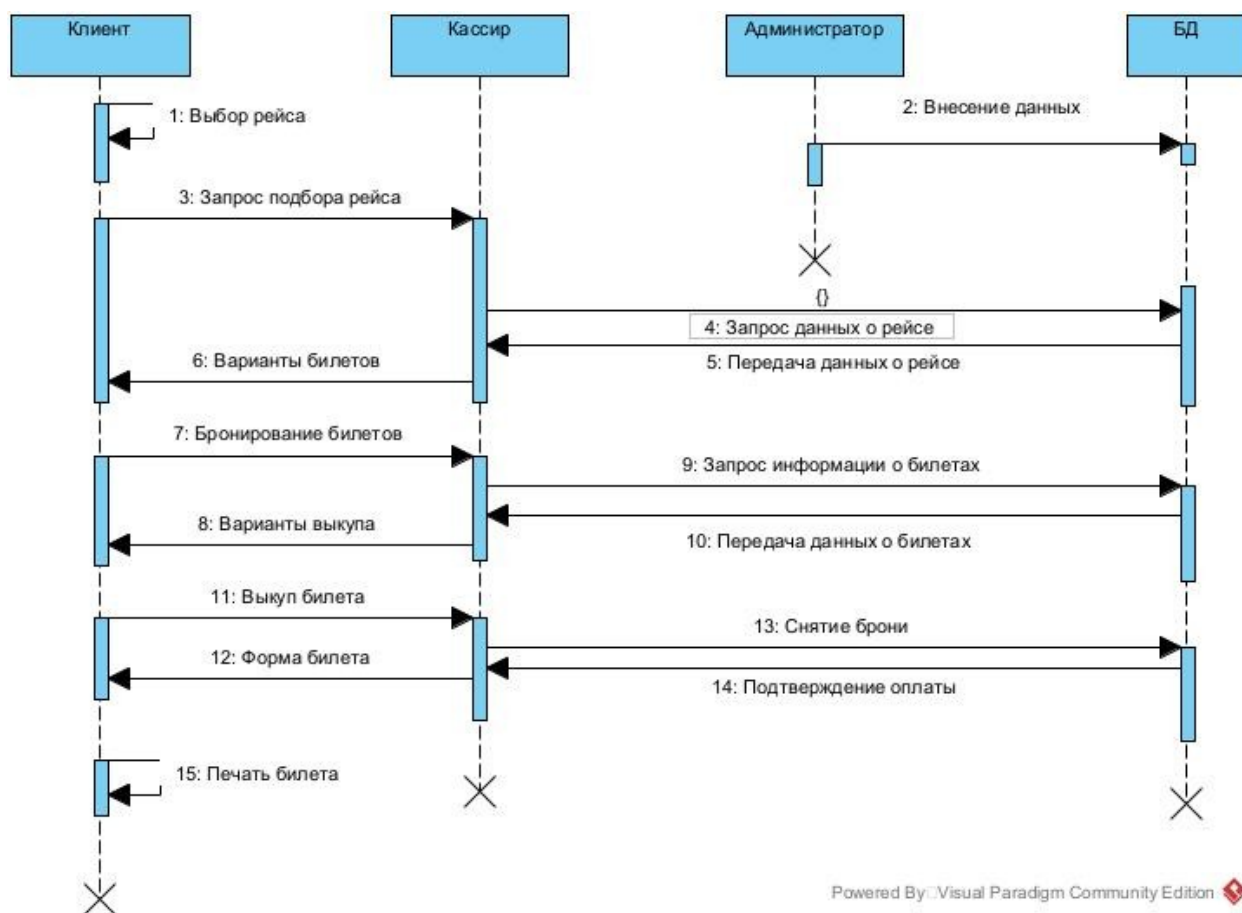 Клиент
Кассир
Администратор
БД
1: Выбор рейса
2: Внесение данных
3: Запрос подбора рейса
{}
4: Запрос данных о рейсе
6: Варианты билетов
5: Передача данных о рейсе
7: Бронирование билетов
9: Запрос информации о билетах
8: Варианты выкупа
10: Передача данных о билетах
11: Выкуп билета
13: Снятие брони
12: Форма билета
14: Подтверждение оплаты
15: Печать билета
Powered By Visual Paradigm Community Edition